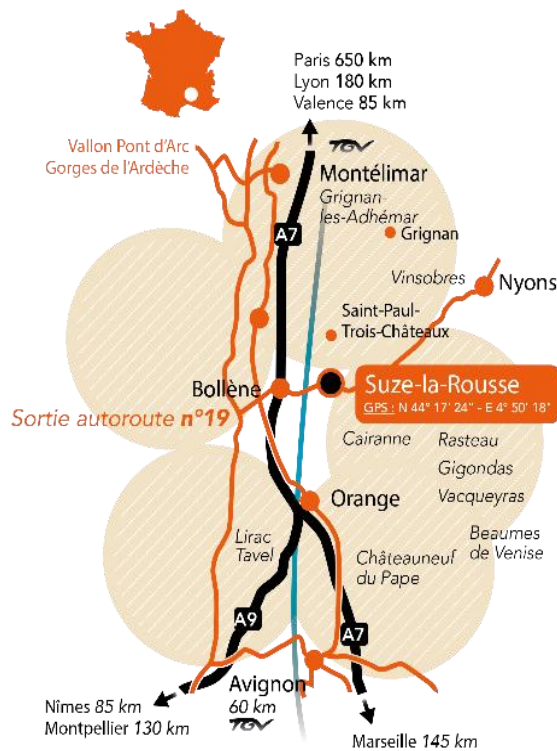 Paris 650 km
Lyon 180 km
Valence 85 km
TGV
Vallon Pont d'Arc
Gorges de l'Ardèche
Montélimar
Grignan-
les-Adhémar
A7
Grignan
Vinsobres
Nyons
Saint-Paul-
Trois-Châteaux
Bollène
Suze-la-Rousse
GPS : N 44° 17' 24" - E 4° 50' 18"
Sortie autoroute n°19
Cairanne
Rasteau
Gigondas
Vacqueyras
Orange
Lirac
Tavel
Beaumes
de Venise
Châteauneuf
du Pape
A9
A7
Avignon
60 km
TGV
Nîmes 85 km
Montpellier 130 km
Marseille 145 km